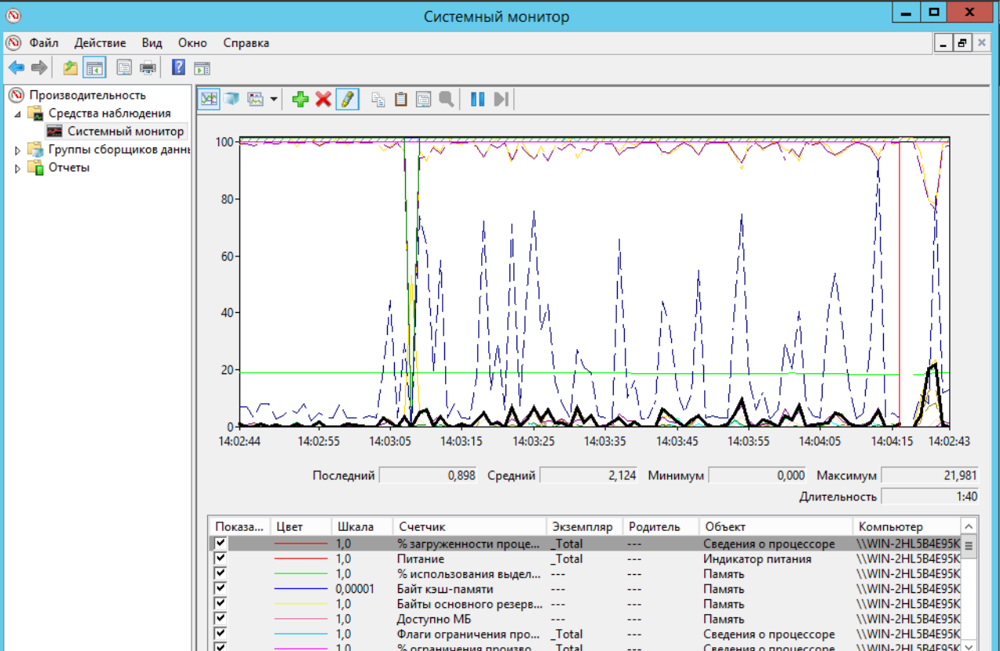 Системный монитор
Файл Действие Вид Окно Справка
Производительность
Средства наблюдения
Системный монитор
Группы сборщиков данны
Отчеты
100
80
60
40
20
0
14:02:44 14:02:55 14:03:05 14:03:15 14:03:25 14:03:35 14:03:45 14:03:55 14:04:05 14:04:15 14:02:43
Последний 0,898 Средний 2,124 Минимум 0,000 Максимум 21,981
Длительность 1:40
Показа... Цвет Шкала Счетчик Экземпляр Родитель Объект Компьютер
1,0 % загруженности проце... _Total --- Сведения о процессоре \\WIN-2HL5B4E95K
1,0 Питание _Total --- Индикатор питания \\WIN-2HL5B4E95K
1,0 % использования выдел... --- --- Память \\WIN-2HL5B4E95K
0,00001 Байт кэш-памяти --- --- Память \\WIN-2HL5B4E95K
1,0 Байты основного резерв... --- --- Память \\WIN-2HL5B4E95K
1,0 Доступно МБ --- --- Память \\WIN-2HL5B4E95K
1,0 Флаги ограничения про... _Total --- Сведения о процессоре \\WIN-2HL5B4E95K
1,0 % ограничения произво... _Total --- Сведения о процессоре \\WIN-2HL5B4E95K